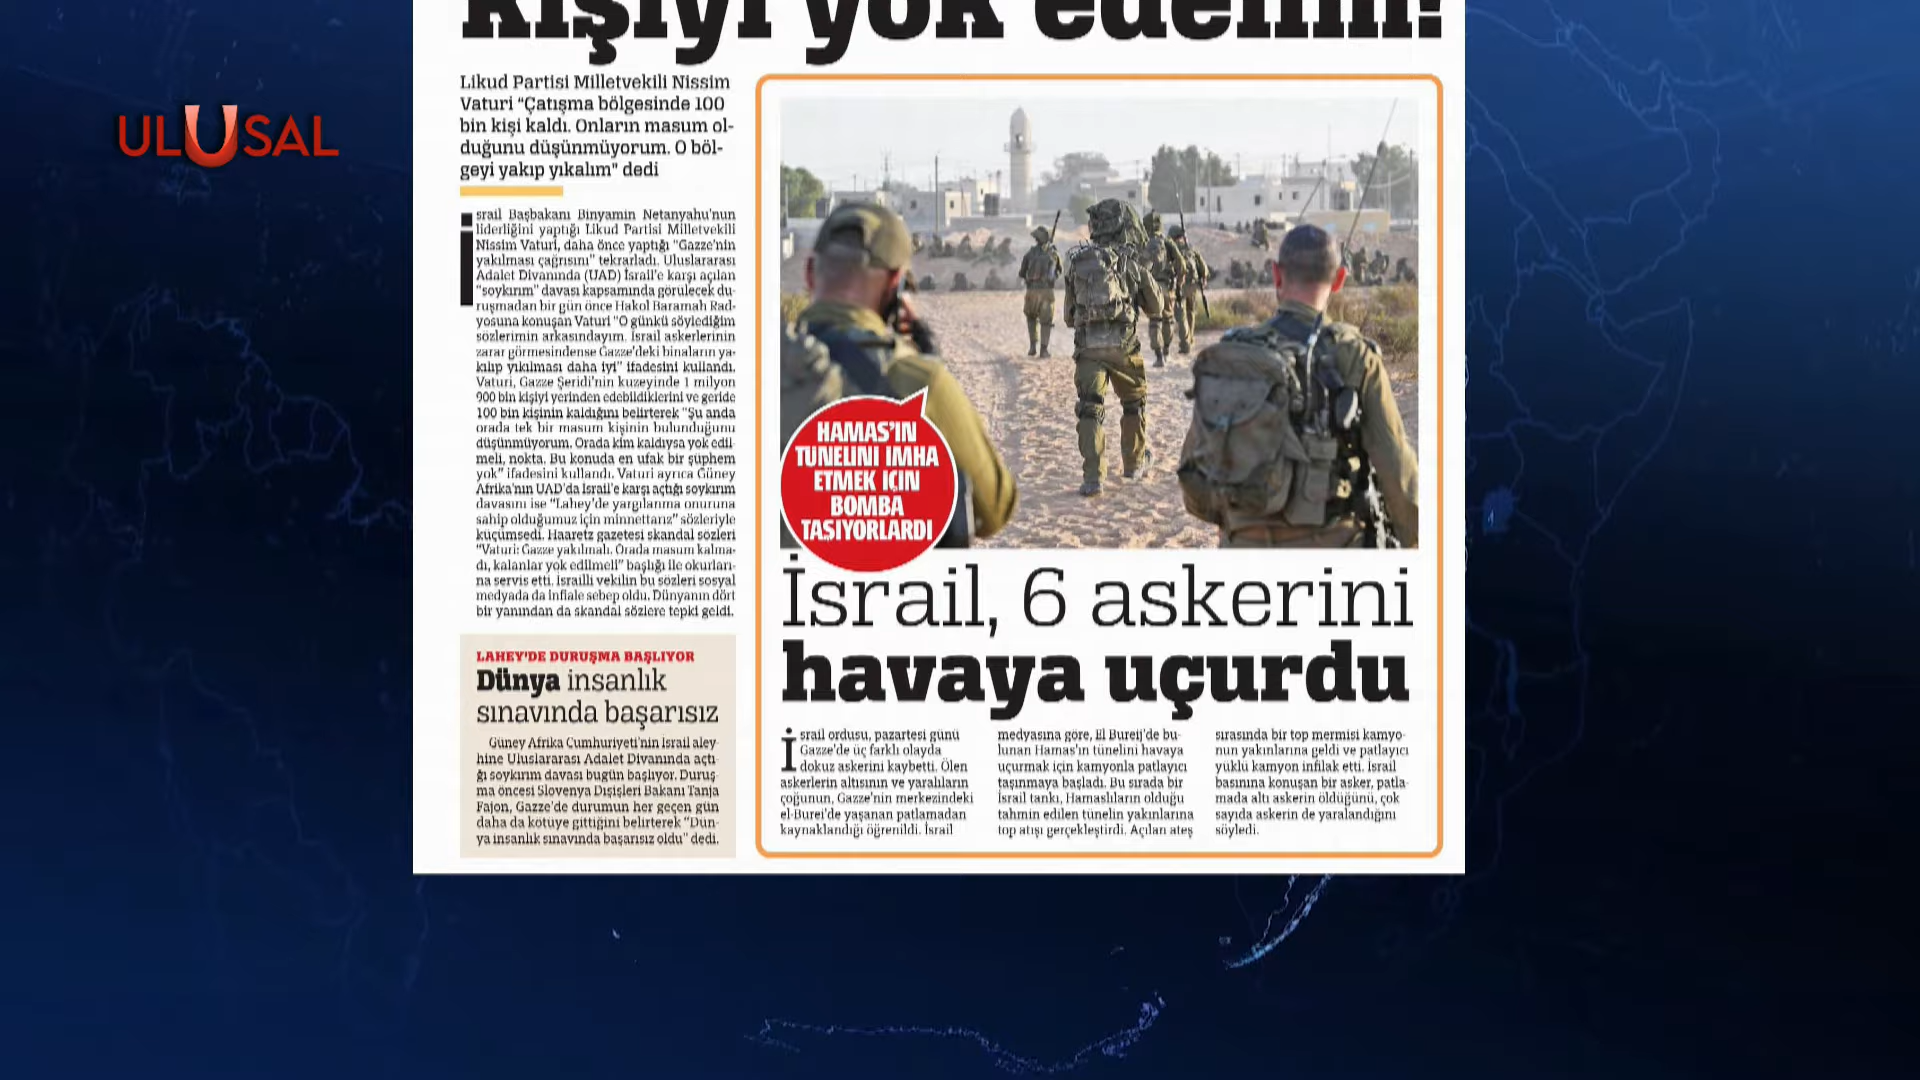 kişiyi yok edelim!
ULUSAL
Likud Partisi Milletvekili Nissim
Vaturi "Çatışma bölgesinde 100
bin kişi kaldı. Onların masum ol-
duğunu düşünmüyorum. O böl-
geyi yakıp yıkalım" dedi
İsrail Başbakanı Binyamin Netanyahu'nun
liderliğini yaptığı Likud Partisi Milletvekili
Nissim Vaturi, daha önce yaptığı "Gazze'nin
yakılması çağrısını" tekrarladı. Uluslararası
Adalet Divanında (UAD) İsrail'e karşı açılan
"soykırım" davası kapsamında görülecek du-
ruşmadan bir gün önce Hakol Baramah Rad-
yosuna konuşan Vaturi "O günkü söylediğim
sözlerimin arkasındayım. İsrail askerlerinin
zarar görmesindense Gazze'deki binaların ya-
kılıp yıkılması daha iyi" ifadesini kullandı.
Vaturi, Gazze Şeridi'nin kuzeyinde 1 milyon
900 bin kişiyi yerinden edebildiklerini ve geride
100 bin kişinin kaldığını belirterek "Şu anda
orada tek bir masum kişinin bulunduğunu
düşünmüyorum. Orada kim kaldıysa yok edil-
meli, nokta. Bu konuda en ufak bir şüphem
yok" ifadesini kullandı. Vaturi ayrıca Güney
Afrika'nın UAD'da İsrail'e karşı açtığı soykırım
davasını ise "Lahey'de yargılanma onuruna
sahip olduğumuz için minnettarız" sözleriyle
küçümsedi. Haaretz gazetesi skandal sözleri
"Vaturi: Gazze yakılmalı. Orada masum kalma-
dı, kalanlar yok edilmeli" başlığı ile okurları-
na servis etti. İsrailli vekilin bu sözleri sosyal
medyada da infiale sebep oldu. Dünyanın dört
bir yanından da skandal sözlere tepki geldi.
LAHEY'DE DURUŞMA BAŞLIYOR
Dünya insanlık
sınavında başarısız
Güney Afrika Cumhuriyeti'nin İsrail aley-
hine Uluslararası Adalet Divanında açtı-
ğı soykırım davası bugün başlıyor. Duruş-
ma öncesi Slovenya Dışişleri Bakanı Tanja
Fajon, Gazze'de durumun her geçen gün
daha da kötüye gittiğini belirterek "Dün-
ya insanlık sınavında başarısız oldu" dedi.
HAMAS'IN
TÜNELİNİ İMHA
ETMEK İÇİN
BOMBA
TAŞIYORLARDI
İsrail, 6 askerini
havaya uçurdu
İsrail ordusu, pazartesi günü
Gazze'de üç farklı olayda
dokuz askerini kaybetti. Ölen
askerlerin altısının ve yaralıların
çoğunun, Gazze'nin merkezindeki
el-Burei'de yaşanan patlamadan
kaynaklandığı öğrenildi. İsrail
medyasına göre, El Bureij'de bu-
lunan Hamas'ın tünelini havaya
uçurmak için kamyonla patlayıcı
taşınmaya başladı. Bu sırada bir
İsrail tankı, Hamaslıların olduğu
tahmin edilen tünelin yakınlarına
top atışı gerçekleştirdi. Açılan ateş
sırasında bir top mermisi kamyo-
nun yakınlarına geldi ve patlayıcı
yüklü kamyon infilak etti. İsrail
basınına konuşan bir asker, patla-
mada altı askerin öldüğünü, çok
sayıda askerin de yaralandığını
söyledi.